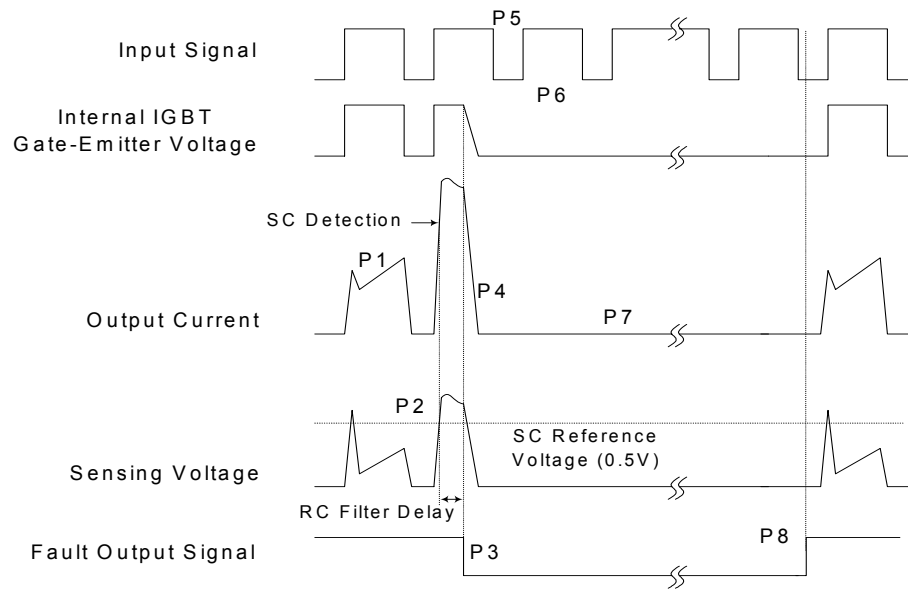 P5
Input Signal
P6
Internal IGBT
Gate-Emitter Voltage
SC Detection
P1
P4
Output Current
P7
P2
SC Reference
Voltage (0.5V)
Sensing Voltage
RC Filter Delay
Fault Output Signal
P3
P8